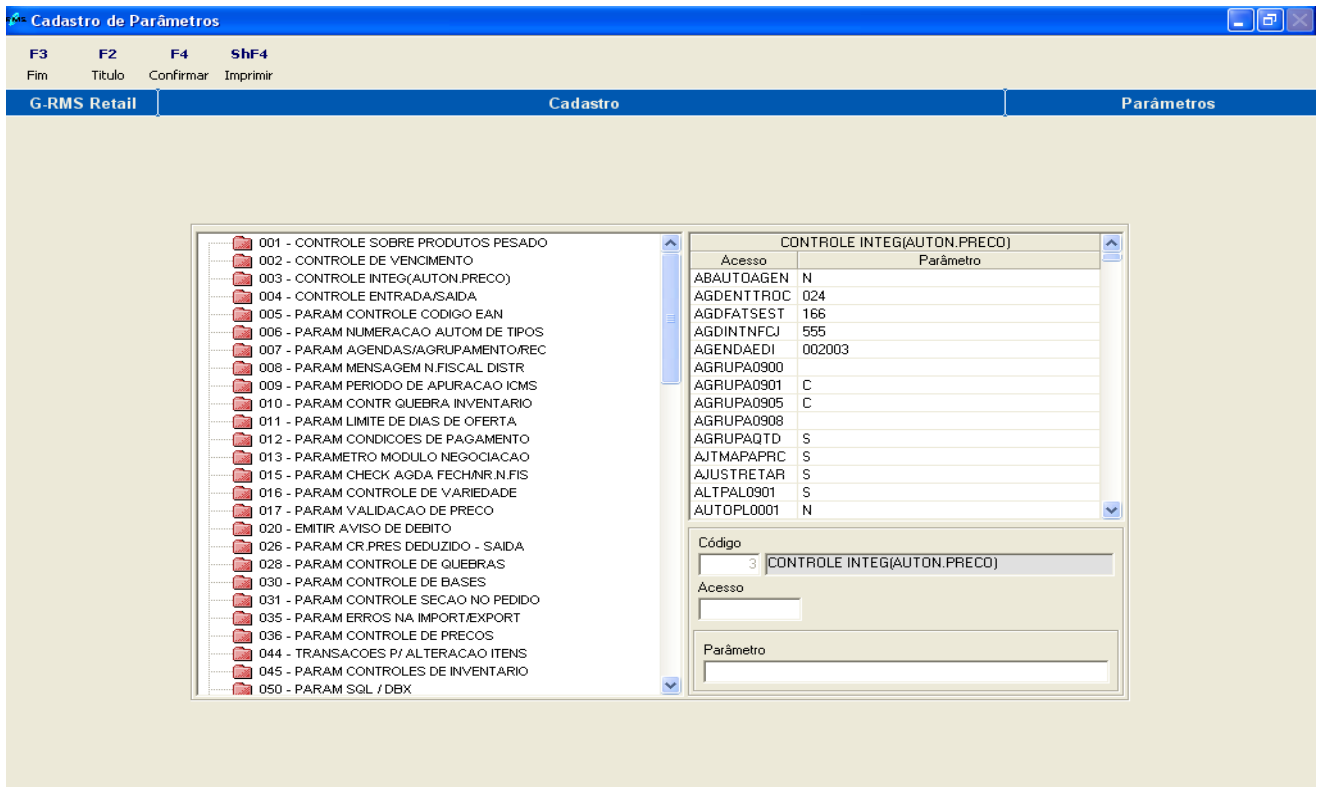 RMS Cadastro de Parâmetros
F3 F2 F4 ShF4
Fim Titulo Confirmar Imprimir
G-RMS Retail Cadastro Parâmetros
001 - CONTROLE SOBRE PRODUTOS PESADO
002 - CONTROLE DE VENCIMENTO
003 - CONTROLE INTEG(AUTON.PRECO)
004 - CONTROLE ENTRADA/SAIDA
005 - PARAM CONTROLE CODIGO EAN
006 - PARAM NUMERACAO AUTOM DE TIPOS
007 - PARAM AGENDAS/AGRUPAMENTO/REC
008 - PARAM MENSAGEM N.FISCAL DISTR
009 - PARAM PERIODO DE APURACAO ICMS
010 - PARAM CONTR QUEBRA INVENTARIO
011 - PARAM LIMITE DE DIAS DE OFERTA
012 - PARAM CONDICOES DE PAGAMENTO
013 - PARAMETRO MODULO NEGOCIACAO
015 - PARAM CHECK AGDA FECH/NR.N.FIS
016 - PARAM CONTROLE DE VARIEDADE
017 - PARAM VALIDACAO DE PRECO
020 - EMITIR AVISO DE DEBITO
026 - PARAM CR.PRES DEDUZIDO - SAIDA
028 - PARAM CONTROLE DE QUEBRAS
030 - PARAM CONTROLE DE BASES
031 - PARAM CONTROLE SECAO NO PEDIDO
035 - PARAM ERROS NA IMPORT/EXPORT
036 - PARAM CONTROLE DE PRECOS
044 - TRANSACOES P/ ALTERACAO ITENS
045 - PARAM CONTROLES DE INVENTARIO
050 - PARAM SQL / DBX
CONTROLE INTEG(AUTON.PRECO)
Acesso Parâmetro
ABAUTOAGEN N
AGDENTTROC 024
AGDFATSEST 166
AGDINTNFCJ 555
AGENDAEDI 002003
AGRUPA0900
AGRUPA0901 C
AGRUPA0905 C
AGRUPA0908
AGRUPAQTD S
AJTMAPAPRC S
AJUSTRETAR S
ALTPAL0901 S
AUTOPL0001 N
Código
3 CONTROLE INTEG(AUTON.PRECO)
Acesso
Parâmetro